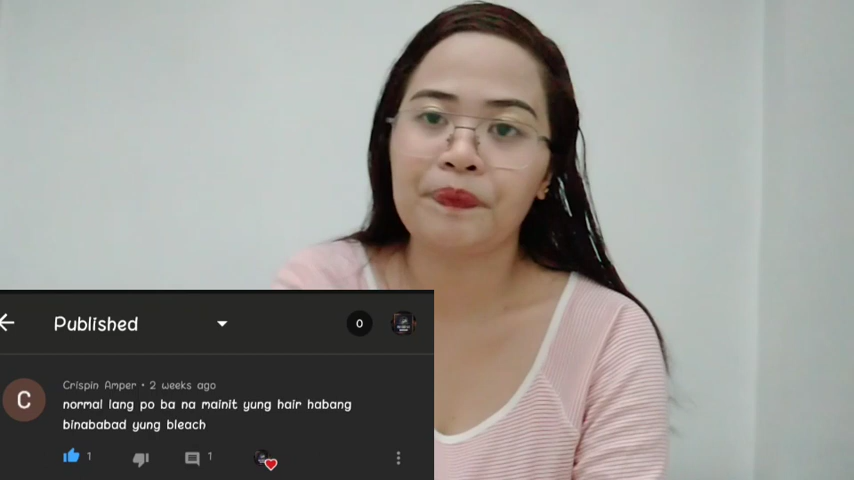 Published
0
Crispin Amper • 2 weeks ago
C
normal lang po ba na mainit yung hair habang
binababad yung bleach
1
1